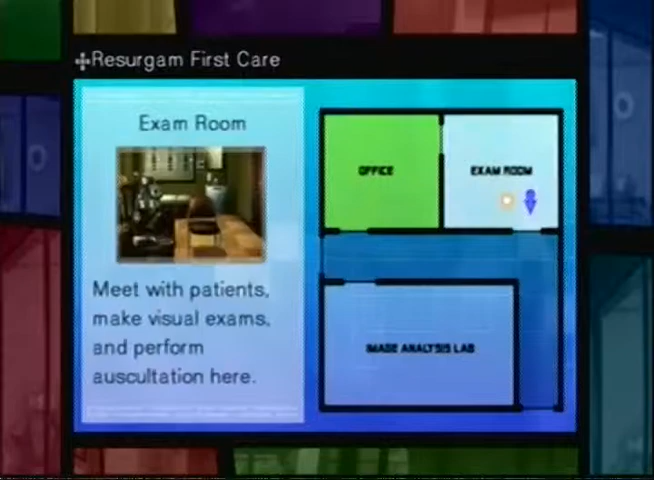 Resurgam First Care
Exam Room
Meet with patients,
make visual exams,
and perform
auscultation here.
OFFICE
EXAM ROOM
IMAGE ANALYSIS LAB